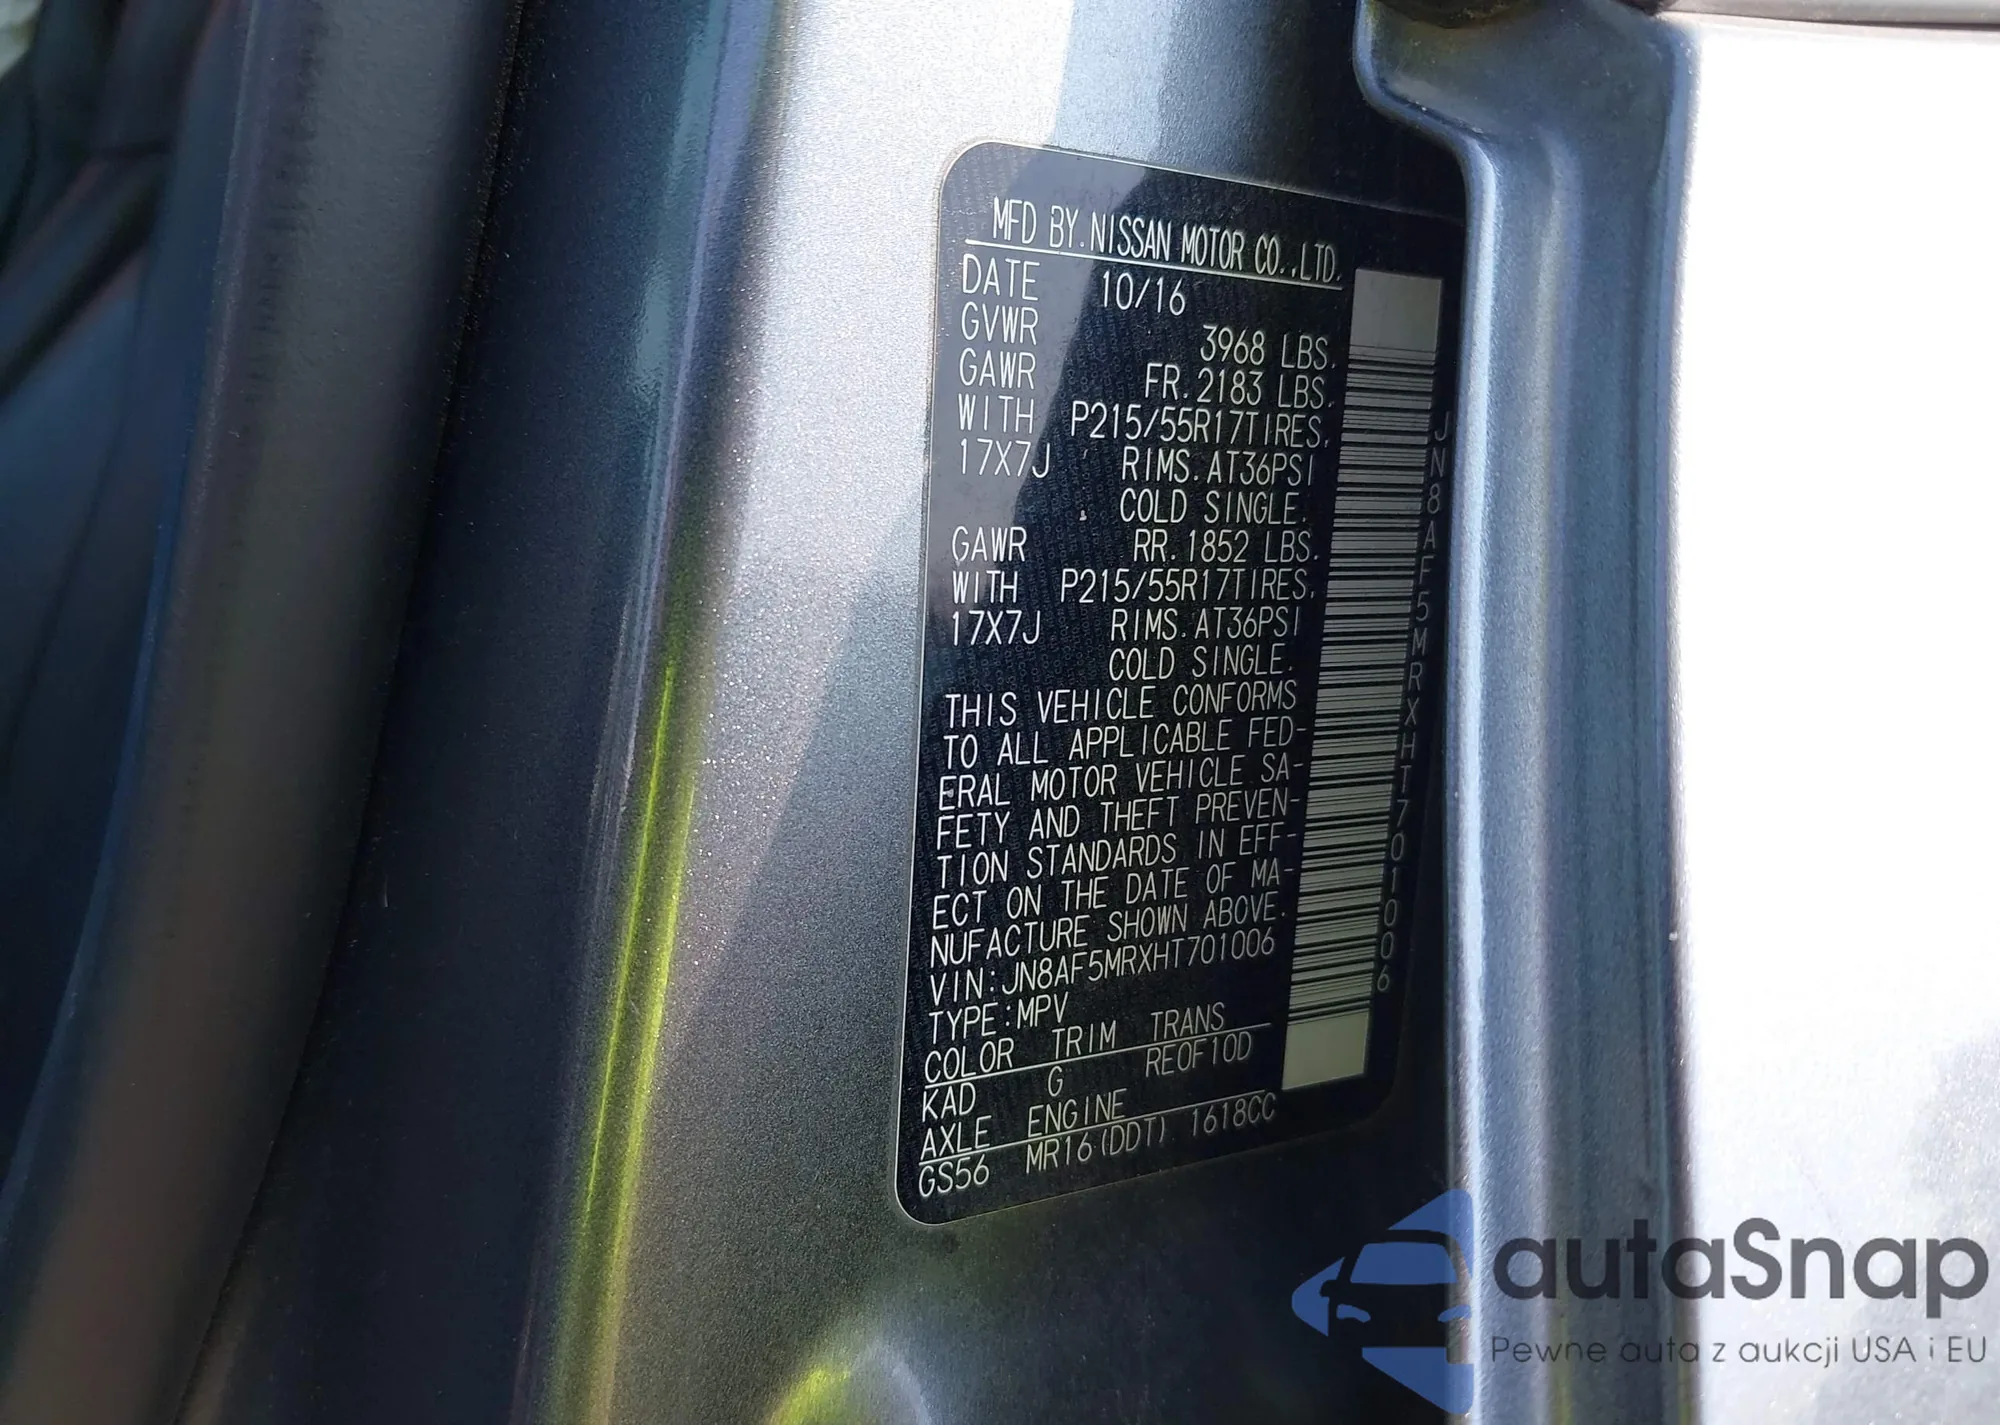 MFD BY.NISSAN MOTOR CO.,LTD.
DATE 10/16
GVWR 3968 LBS.
GAWR FR.2183 LBS.
WITH P215/55R17TIRES,
17X7J RIMS.AT36PSI
COLD SINGLE.
GAWR RR.1852 LBS.
WITH P215/55R17TIRES,
17X7J RIMS.AT36PSI
COLD SINGLE.
THIS VEHICLE CONFORMS
TO ALL APPLICABLE FED-
ERAL MOTOR VEHICLE SA-
FETY AND THEFT PREVEN-
TION STANDARDS IN EFF-
ECT ON THE DATE OF MA-
NUFACTURE SHOWN ABOVE.
VIN:JN8AF5MRXHT701006
TYPE:MPV
COLOR TRIM TRANS
KAD G RE0F10D
AXLE ENGINE
GS56 MR16(DDT) 1618CC
JN8AF5MRXHT701006
autaSnap
Pewne auta z aukcji USA i EU